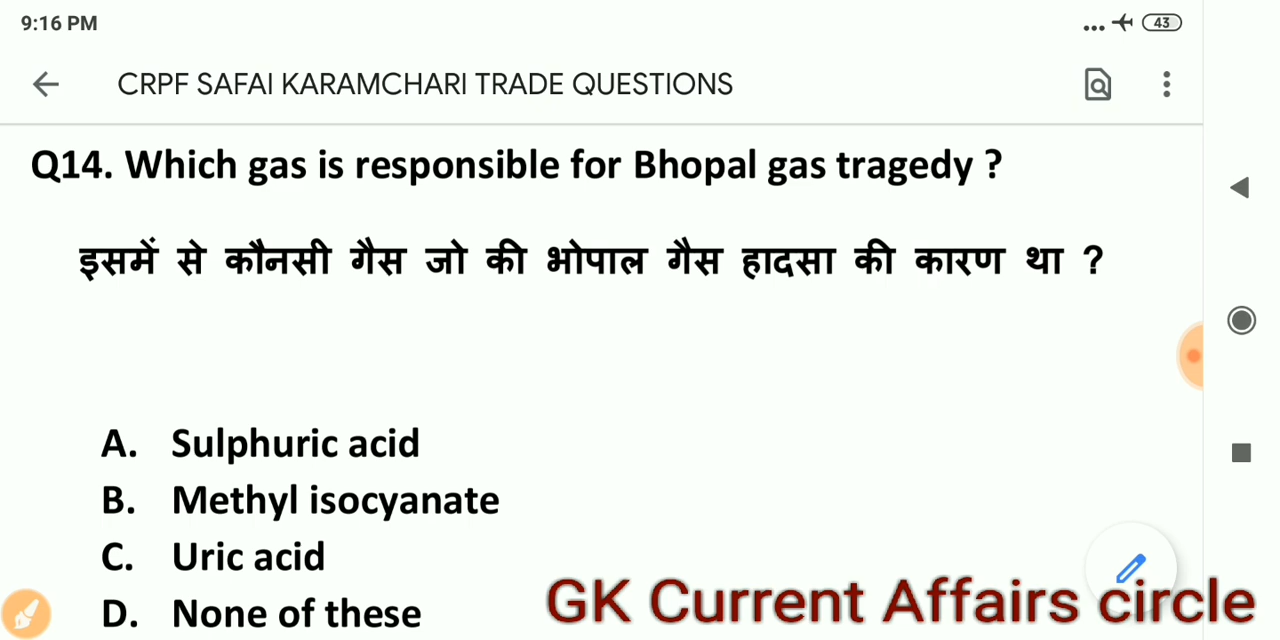 9:16 PM
43
CRPF SAFAI KARAMCHARI TRADE QUESTIONS
Q14. Which gas is responsible for Bhopal gas tragedy ?
इसमें से कौनसी गैस जो की भोपाल गैस हादसा की कारण था ?
A. Sulphuric acid
B. Methyl isocyanate
C. Uric acid
D. None of these
GK Current Affairs circle